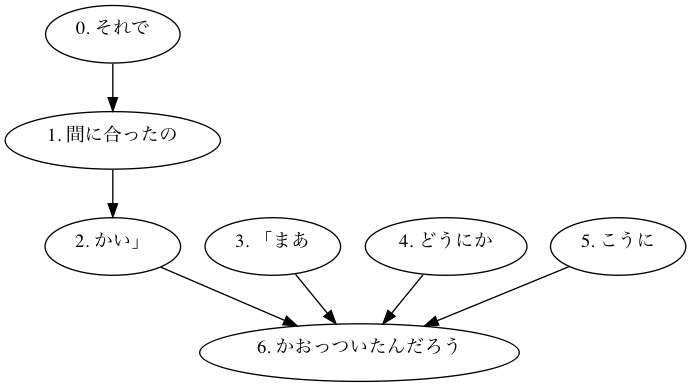 0. それで
1. 間に合ったの
2. かい」
3. 「まあ
4. どうにか
5. こうに
6. かおっついたんだろう